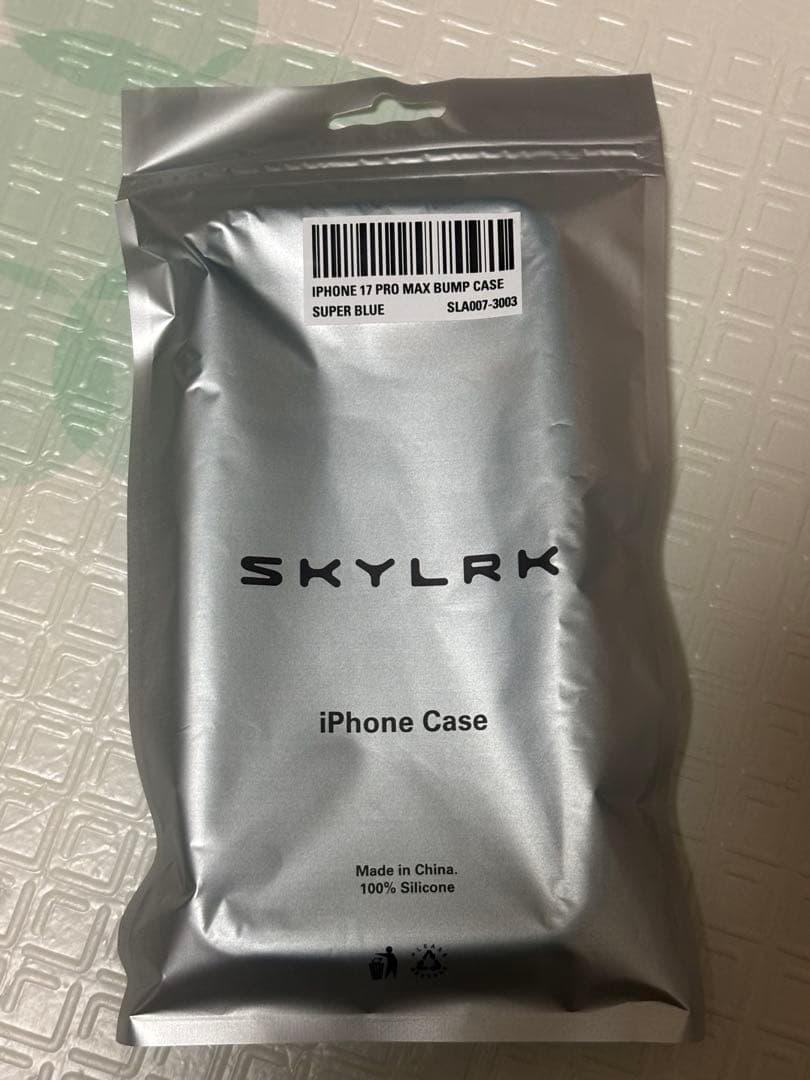 IPHONE 17 PRO MAX BUMP CASE
SUPER BLUE SLA007-3003
SKYLRK
iPhone Case
Made in China.
100% Silicone